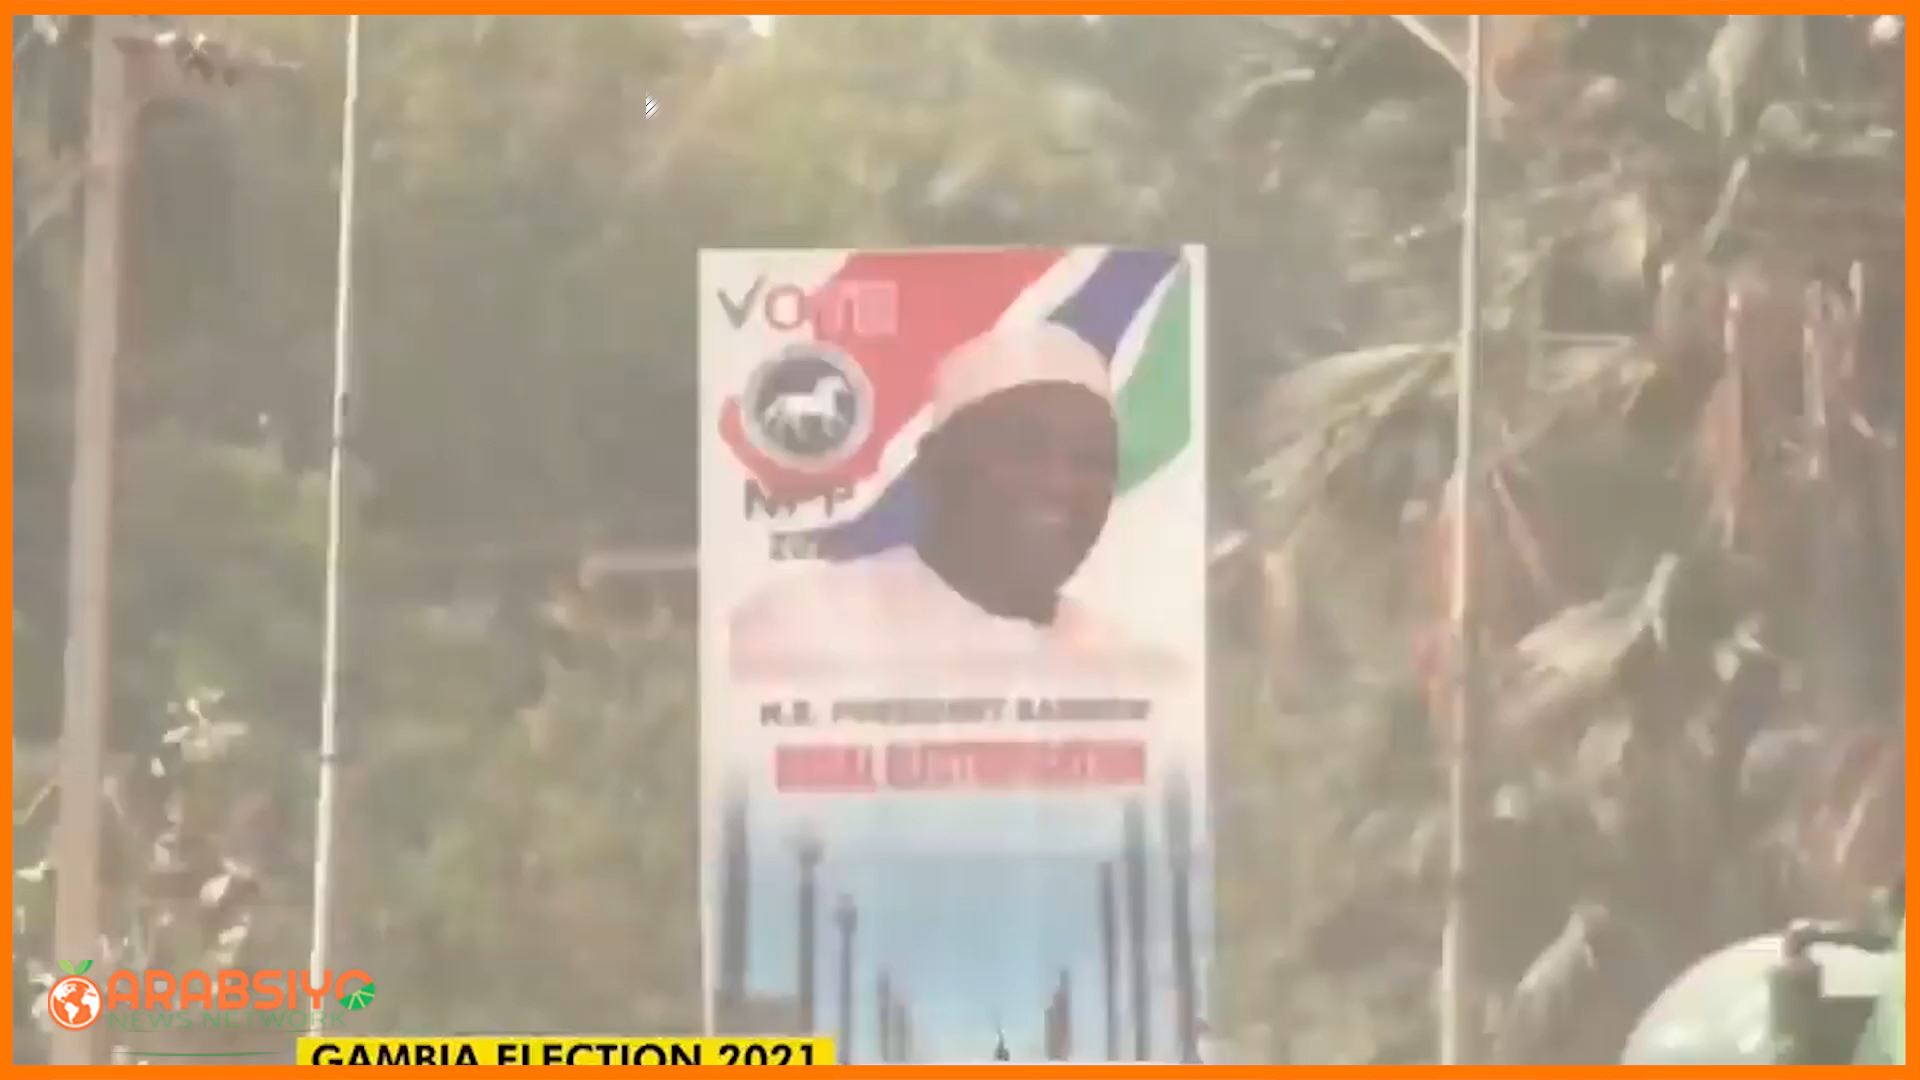 VOTE
NPP
H.E. PRESIDENT BARROW
ARABSIYO
NEWS NETWORK
GAMBIA ELECTION 2021